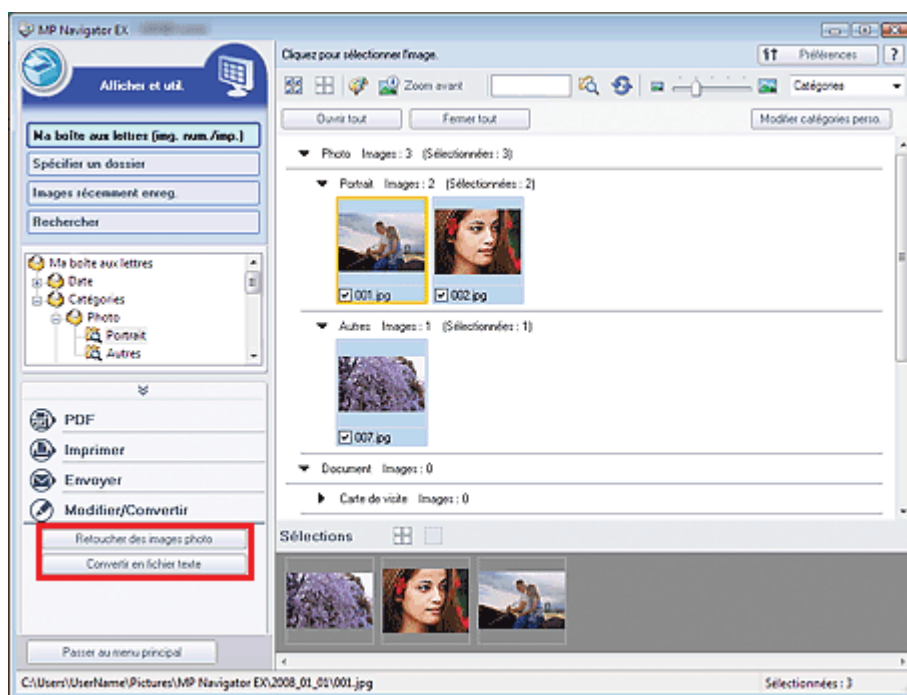 MP Navigator EX
Afficher et util.
Ma boîte aux lettres (img. num./imp.)
Spécifier un dossier
Images récemment enreg.
Rechercher
Ma boîte aux lettres
Date
Catégories
Photo
Portrait
Autres
PDF
Imprimer
Envoyer
Modifier/Convertir
Retoucher des images photo
Convertir en fichier texte
Passer au menu principal
Cliquez pour sélectionner l'image.
Préférences ?
Zoom avant
Catégories
Ouvrir tout Fermer tout Modifier catégories perso.
Photo Images : 3 (Sélectionnées : 3)
Portrait Images : 2 (Sélectionnées : 2)
001.jpg 002.jpg
Autres Images : 1 (Sélectionnées : 1)
007.jpg
Document Images : 0
Carte de visite Images : 0
Sélections
C:\Users\UserName\Pictures\MP Navigator EX\2008_01_01\001.jpg Sélectionnées : 3